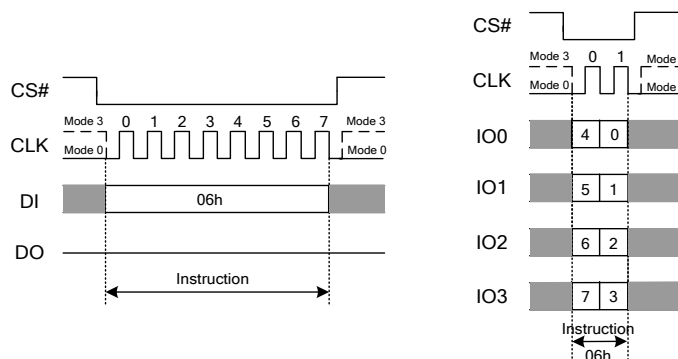 CS#
Mode 3 0 1 2 3 4 5 6 7 Mode 3
CLK
Mode 0 Mode 0
DI 06h
DO
Instruction
CS#
Mode 3 0 1 Mode
CLK
Mode 0 Mode
IO0 4 0
IO1 5 1
IO2 6 2
IO3 7 3
Instruction
06h